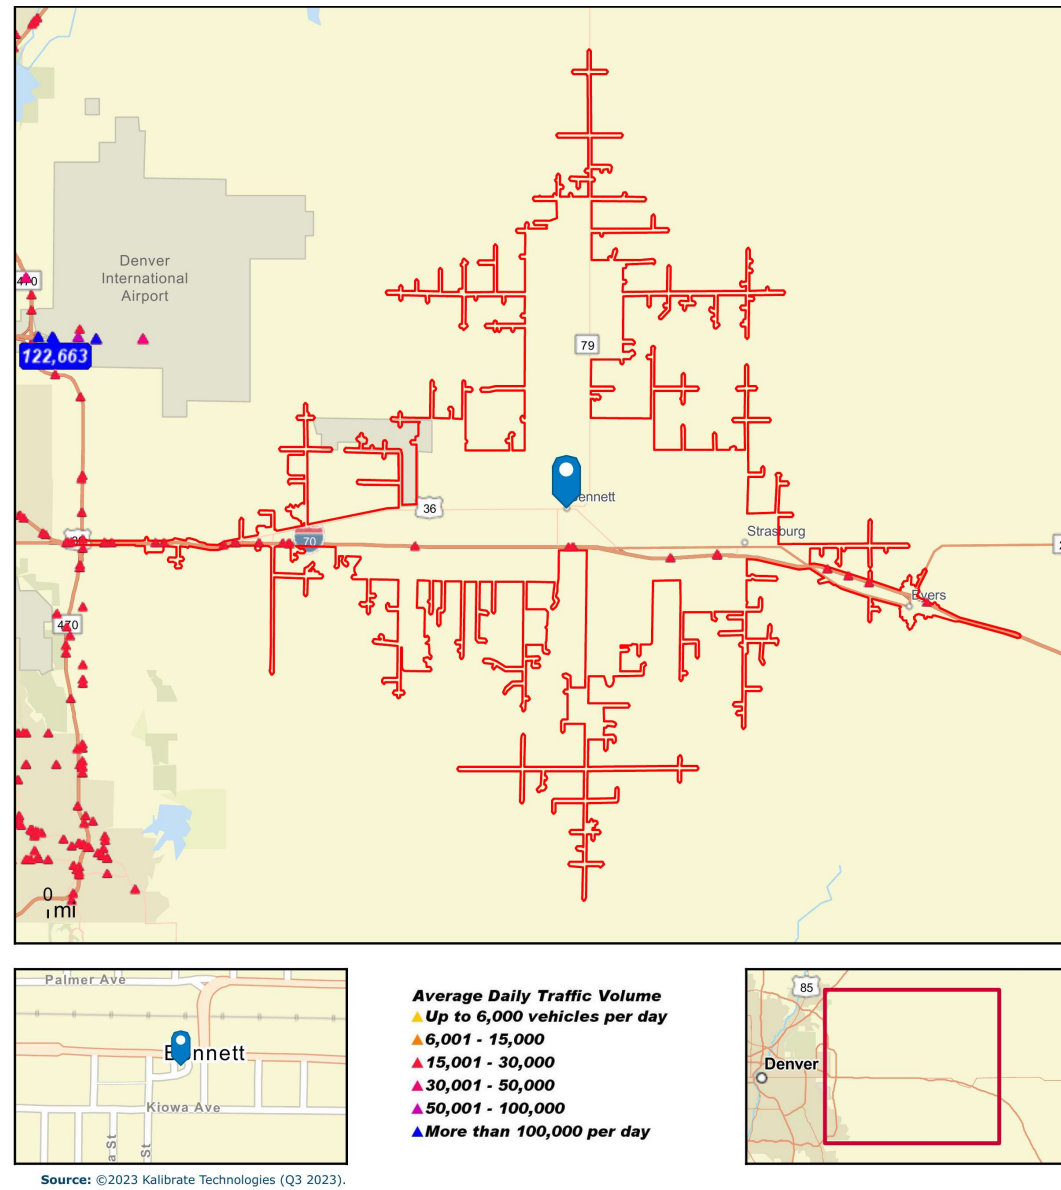 Denver
International
Airport
470
122,663
79
36
Bennett
Strasburg
70
Byers
470
0
mi
Palmer Ave
Bennett
Kiowa Ave
a St
St
Average Daily Traffic Volume
Up to 6,000 vehicles per day
6,001 - 15,000
15,001 - 30,000
30,001 - 50,000
50,001 - 100,000
More than 100,000 per day
85
Denver
Source: ©2023 Kalibrate Technologies (Q3 2023).